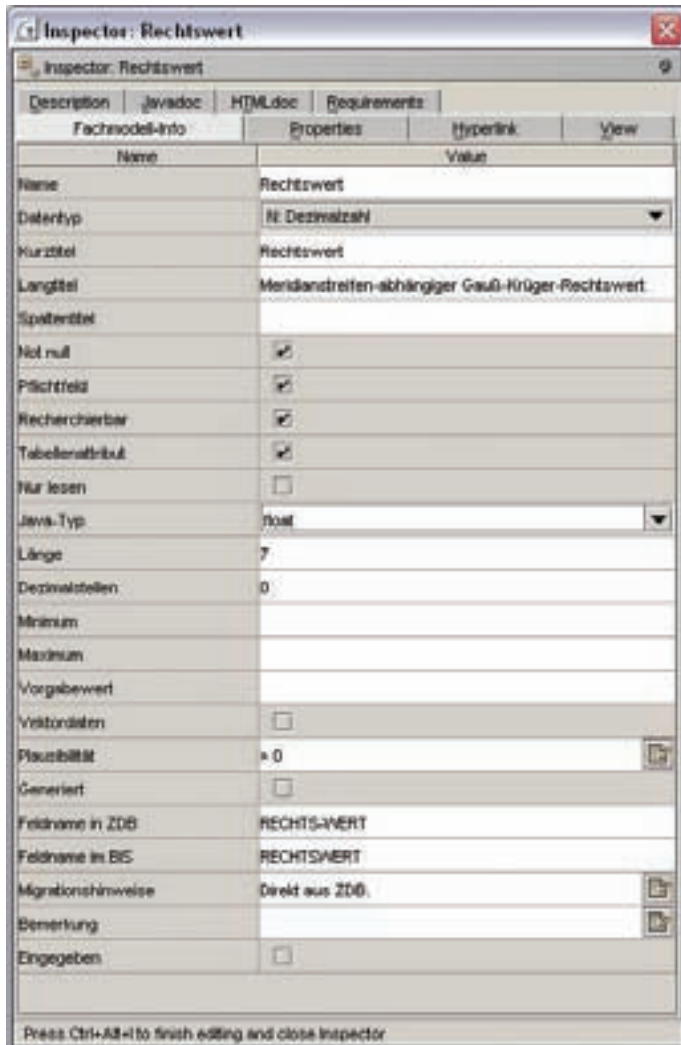 Inspector: Rechtswert
Inspector: Rechtswert
Description Javadoc HTMLdoc Requirements
Fachmodell-Info Properties Hyperlink View
Name Value
Name Rechtswert
Datentyp N: Dezimalzahl
Kurztitel Rechtswert
Langtitel Meridianstreifen-abhängiger Gauß-Krüger-Rechtswert
Spaltentitel
Not null
Pflichtfeld
Recherchierbar
Tabellenattribut
Nur lesen
Java-Typ float
Länge 7
Dezimalstellen 0
Minimum
Maximum
Vorgabewert
Vektordaten
Plausibilität 0
Generiert
Feldname in ZDB RECHTS-WERT
Feldname im BIS RECHTSWERT
Migrationshinweise Direkt aus ZDB.
Bemerkung
Eingegeben
Press Ctrl+Alt+I to finish editing and close Inspector